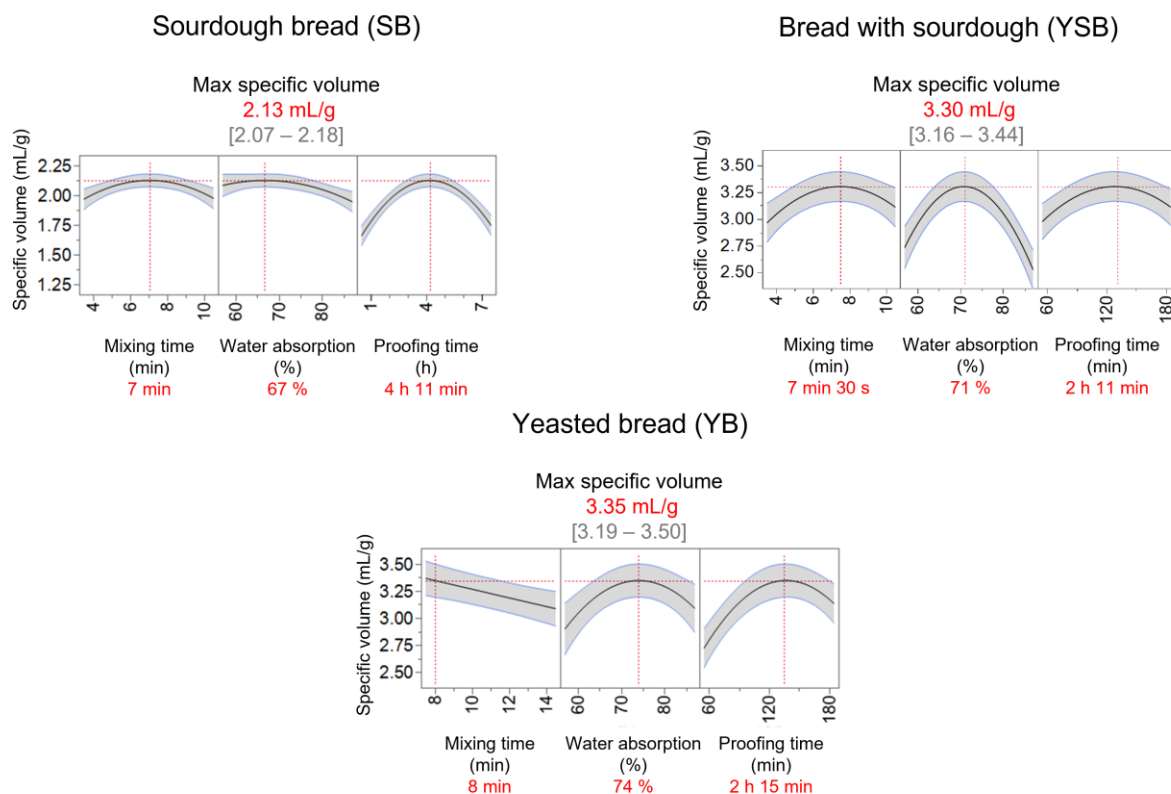 Sourdough bread (SB)
Max specific volume
2.13 mL/g
[2.07 – 2.18]
Specific volume (mL/g)
2.25
2.00
1.75
1.50
1.25
4 6 8 10 60 70 80 1 4 7
Mixing time (min)
7 min
Water absorption (%)
67 %
Proofing time (h)
4 h 11 min
Bread with sourdough (YSB)
Max specific volume
3.30 mL/g
[3.16 – 3.44]
Specific volume (mL/g)
3.50
3.25
3.00
2.75
2.50
4 6 8 10 60 70 80 60 120 180
Mixing time (min)
7 min 30 s
Water absorption (%)
71 %
Proofing time (min)
2 h 11 min
Yeasted bread (YB)
Max specific volume
3.35 mL/g
[3.19 – 3.50]
Specific volume (mL/g)
3.50
3.25
3.00
2.75
2.50
8 10 12 14 60 70 80 60 120 180
Mixing time (min)
8 min
Water absorption (%)
74 %
Proofing time (min)
2 h 15 min